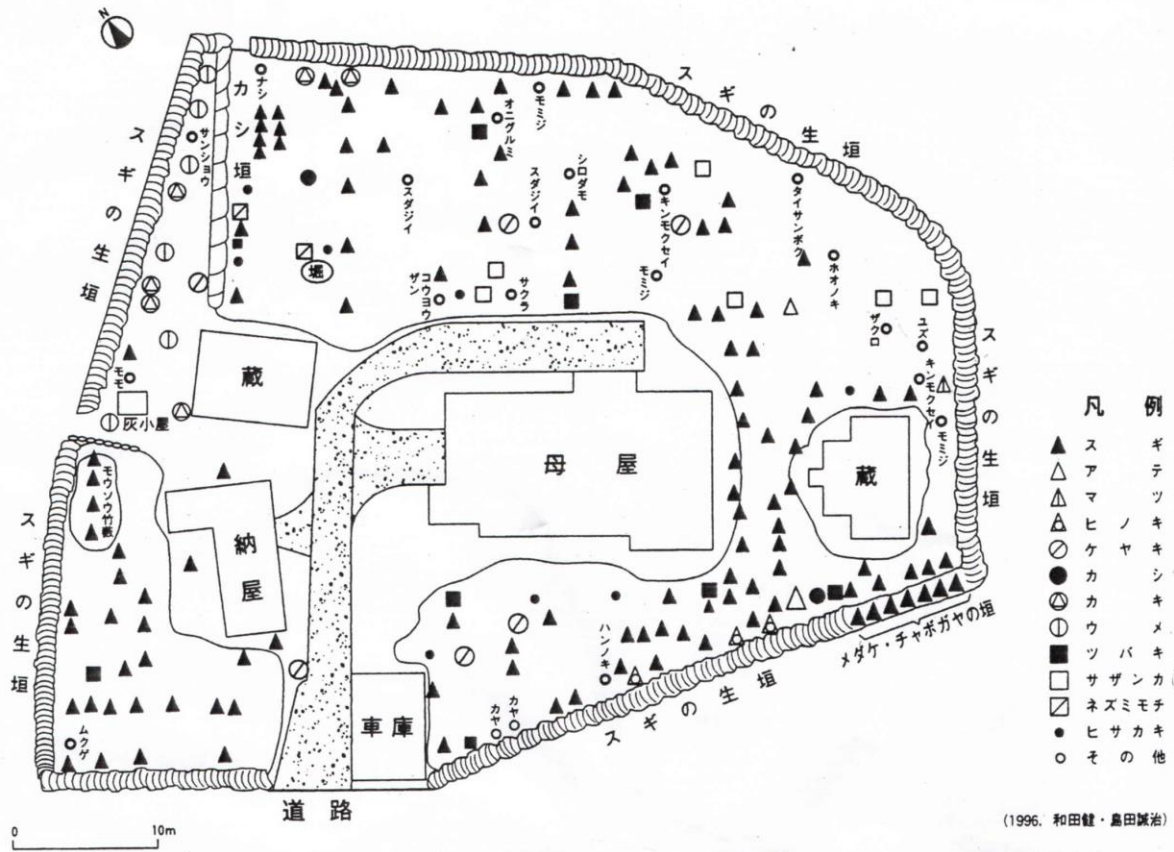 N
スギの生垣
カシ垣
サンショウ
ナシ
オニグルミ
モミジ
スギの生垣
スダジイ
スダジイ
シロダモ
キンモクセイ
タイサンボク
ホオノキ
モミジ
堀
コウヨウザン
サクラ
ザクロ
ユズ
キンモクセイ
モミジ
スギの生垣
モモ
灰小屋
蔵
母屋
蔵
モウソウ竹藪
納屋
スギの生垣
ムクゲ
車庫
カヤ
カヤ
ハンノキ
スギの生垣
メダケ・チャボガヤの垣
道路
0 10m
凡例
スギ
アテ
マツ
ヒノキ
ケヤキ
カシ
カキ
ウメ
ツバキ
サザンカ
ネズミモチ
ヒサカキ
その他
(1996. 和田健・島田誠治)